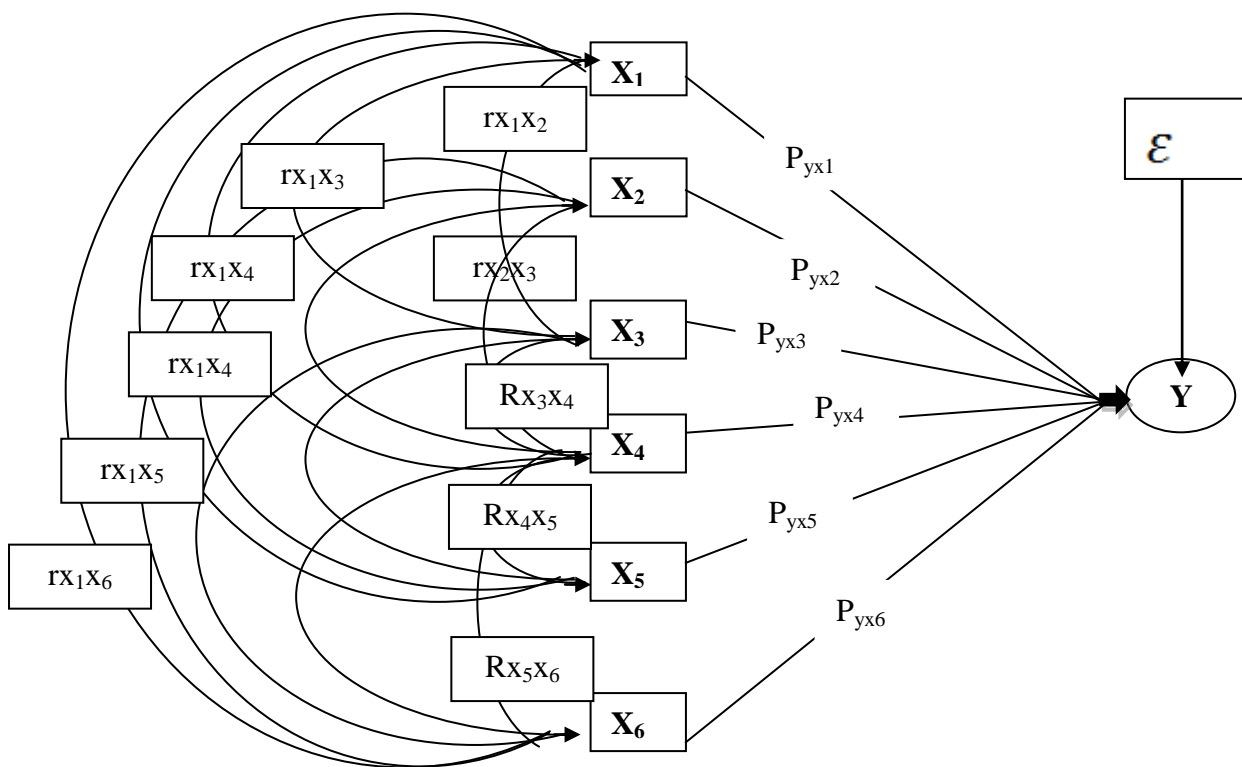 X₁
rx₁x₂
Pyx1
ε
rx₁x₃
X₂
rx₁x₄
rx₂x₃
Pyx2
X₃
Pyx3
rx₁x₄
Rx₃x₄
Pyx4
Y
X₄
rx₁x₅
Rx₄x₅
Pyx5
rx₁x₆
X₅
Pyx6
Rx₅x₆
X₆